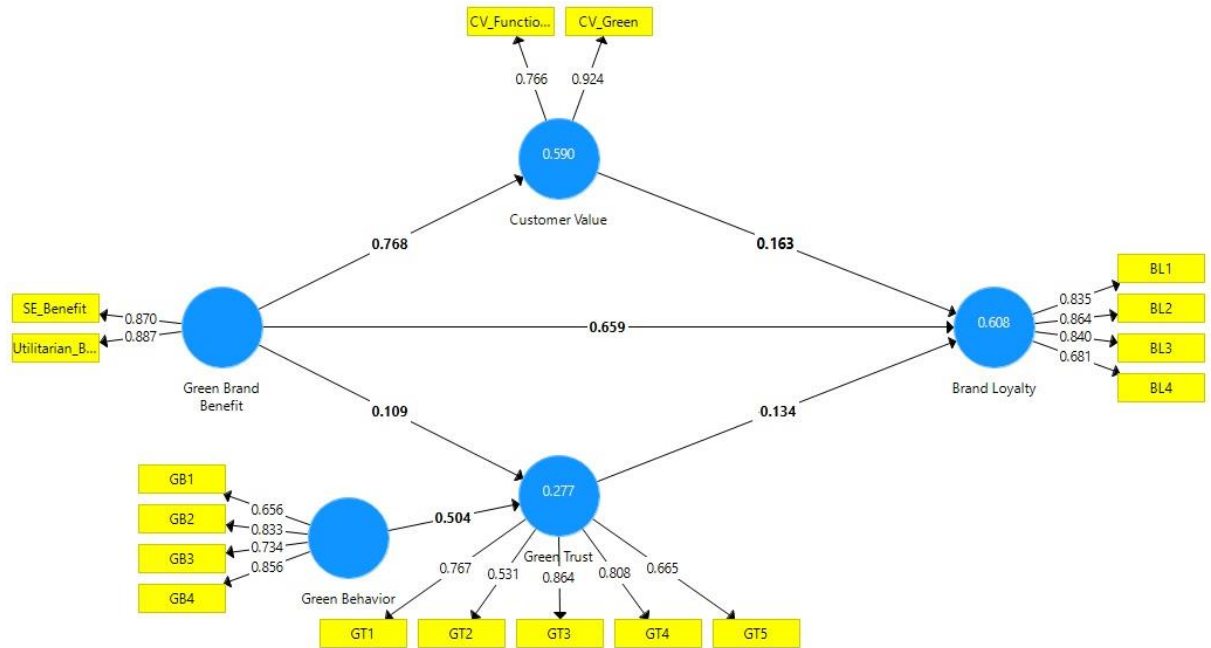 CV_Functio...
CV_Green
0.766
0.924
0.590
Customer Value
0.768
0.163
SE_Benefit
0.870
Utilitarian_B...
0.887
Green Brand
Benefit
0.659
0.608
Brand Loyalty
0.835
0.864
0.840
0.681
BL1
BL2
BL3
BL4
0.109
0.134
GB1
GB2
GB3
GB4
0.656
0.833
0.734
0.856
Green Behavior
0.504
0.277
Green Trust
0.767
0.531
0.864
0.808
0.665
GT1
GT2
GT3
GT4
GT5